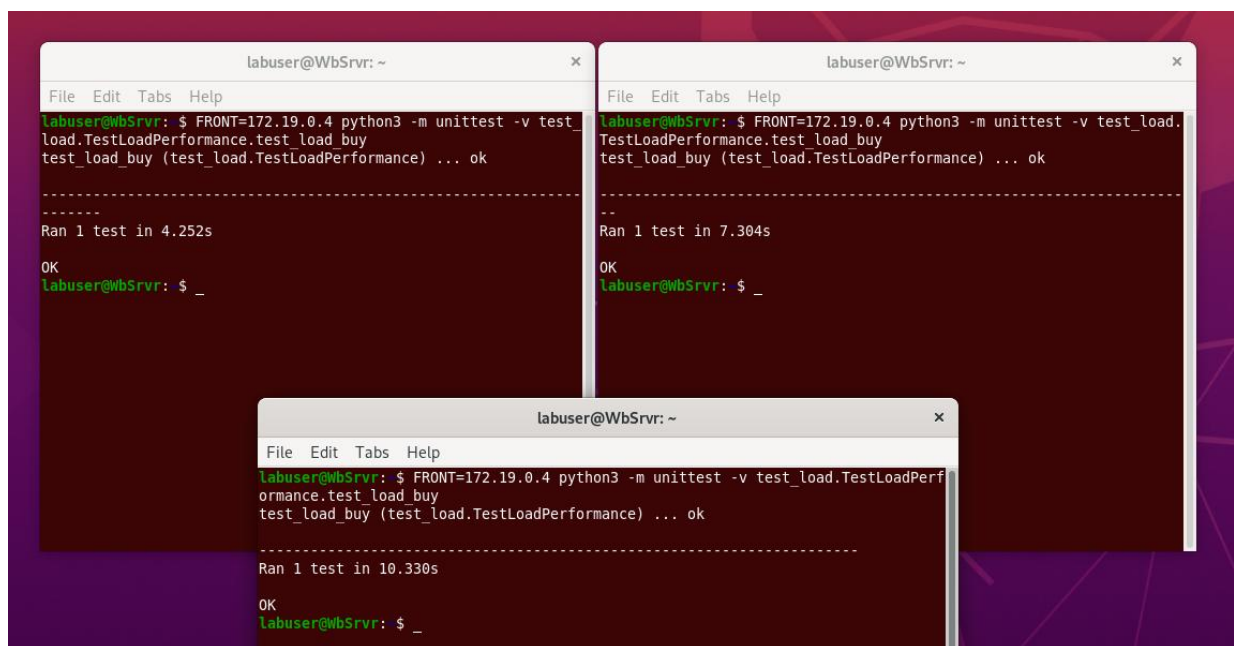 labuser@WbSrvr: ~ ×
File Edit Tabs Help
labuser@WbSrvr:~$ FRONT=172.19.0.4 python3 -m unittest -v test_
load.TestLoadPerformance.test_load_buy
test_load_buy (test_load.TestLoadPerformance) ... ok
---------------------------------------------------------------
-------
Ran 1 test in 4.252s
OK
labuser@WbSrvr:~$ _
labuser@WbSrvr: ~ ×
File Edit Tabs Help
labuser@WbSrvr:~$ FRONT=172.19.0.4 python3 -m unittest -v test_load.
TestLoadPerformance.test_load_buy
test_load_buy (test_load.TestLoadPerformance) ... ok
--------------------------------------------------------------------
--
Ran 1 test in 7.304s
OK
labuser@WbSrvr:~$ _
labuser@WbSrvr: ~ ×
File Edit Tabs Help
labuser@WbSrvr:~$ FRONT=172.19.0.4 python3 -m unittest -v test_load.TestLoadPerf
ormance.test_load_buy
test_load_buy (test_load.TestLoadPerformance) ... ok
----------------------------------------------------------------------
Ran 1 test in 10.330s
OK
labuser@WbSrvr:~$ _